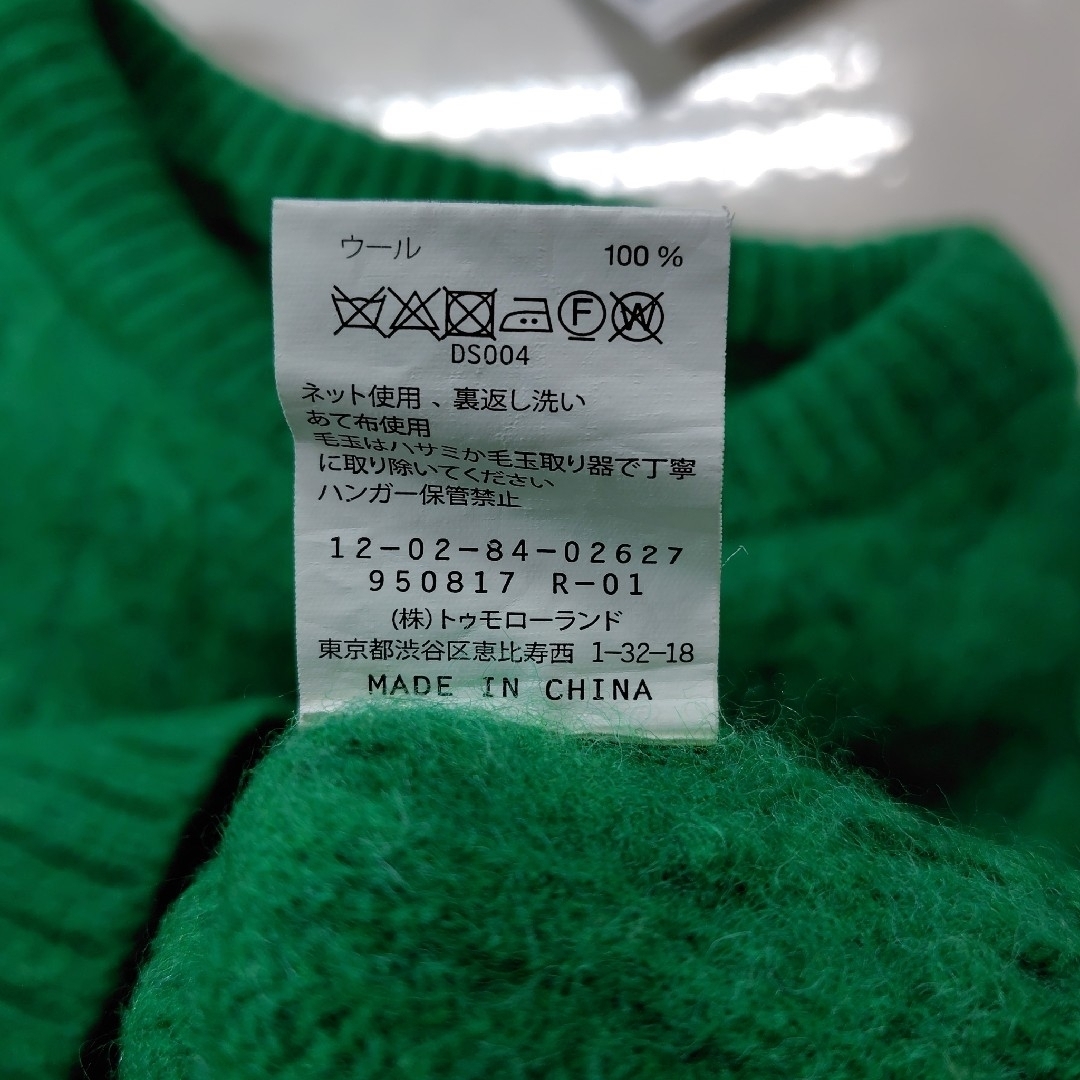 ウール 100 %
F W
DS004
ネット使用、裏返し洗い
あて布使用
毛玉はハサミか毛玉取り器で丁寧
に取り除いてください
ハンガー保管禁止
12-02-84-02627
950817 R-01
(株)トゥモローランド
東京都渋谷区恵比寿西 1-32-18
MADE IN CHINA